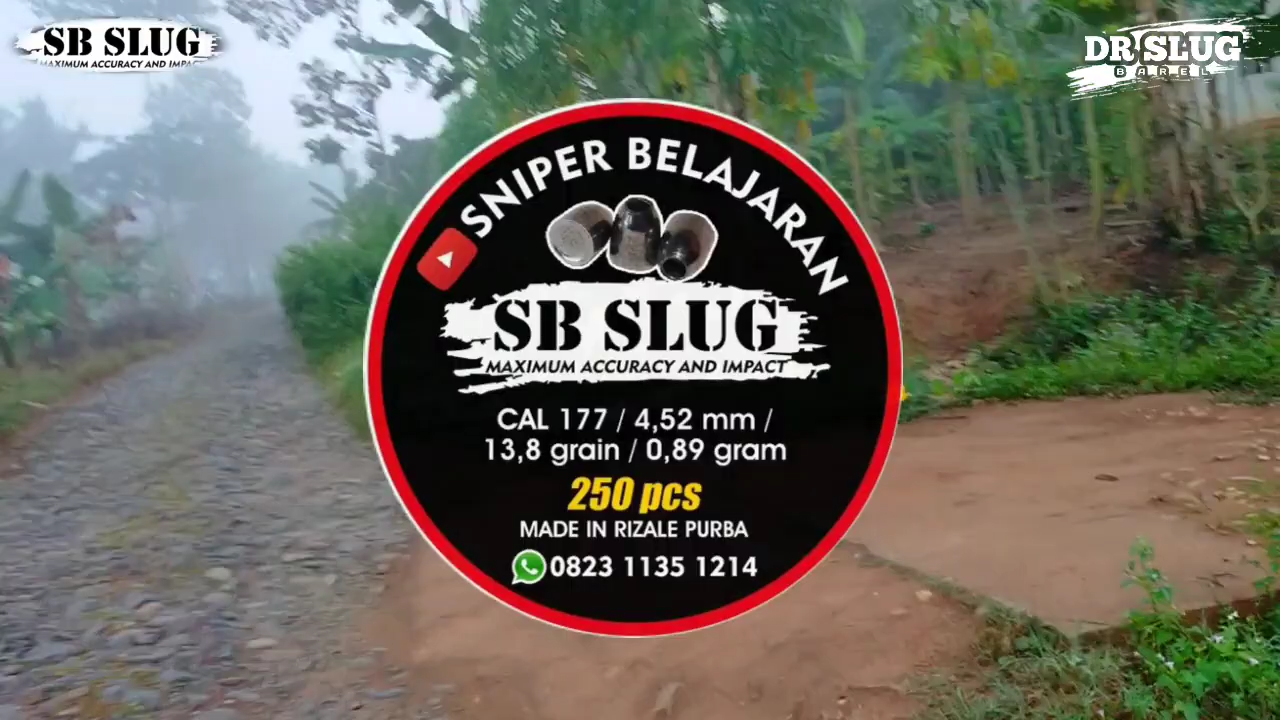 SB SLUG
MAXIMUM ACCURACY AND IMPACT
DR SLUG
BAREL
SNIPER BELAJARAN
SB SLUG
MAXIMUM ACCURACY AND IMPACT
CAL 177 / 4,52 mm /
13,8 grain / 0,89 gram
250 pcs
MADE IN RIZALE PURBA
0823 1135 1214